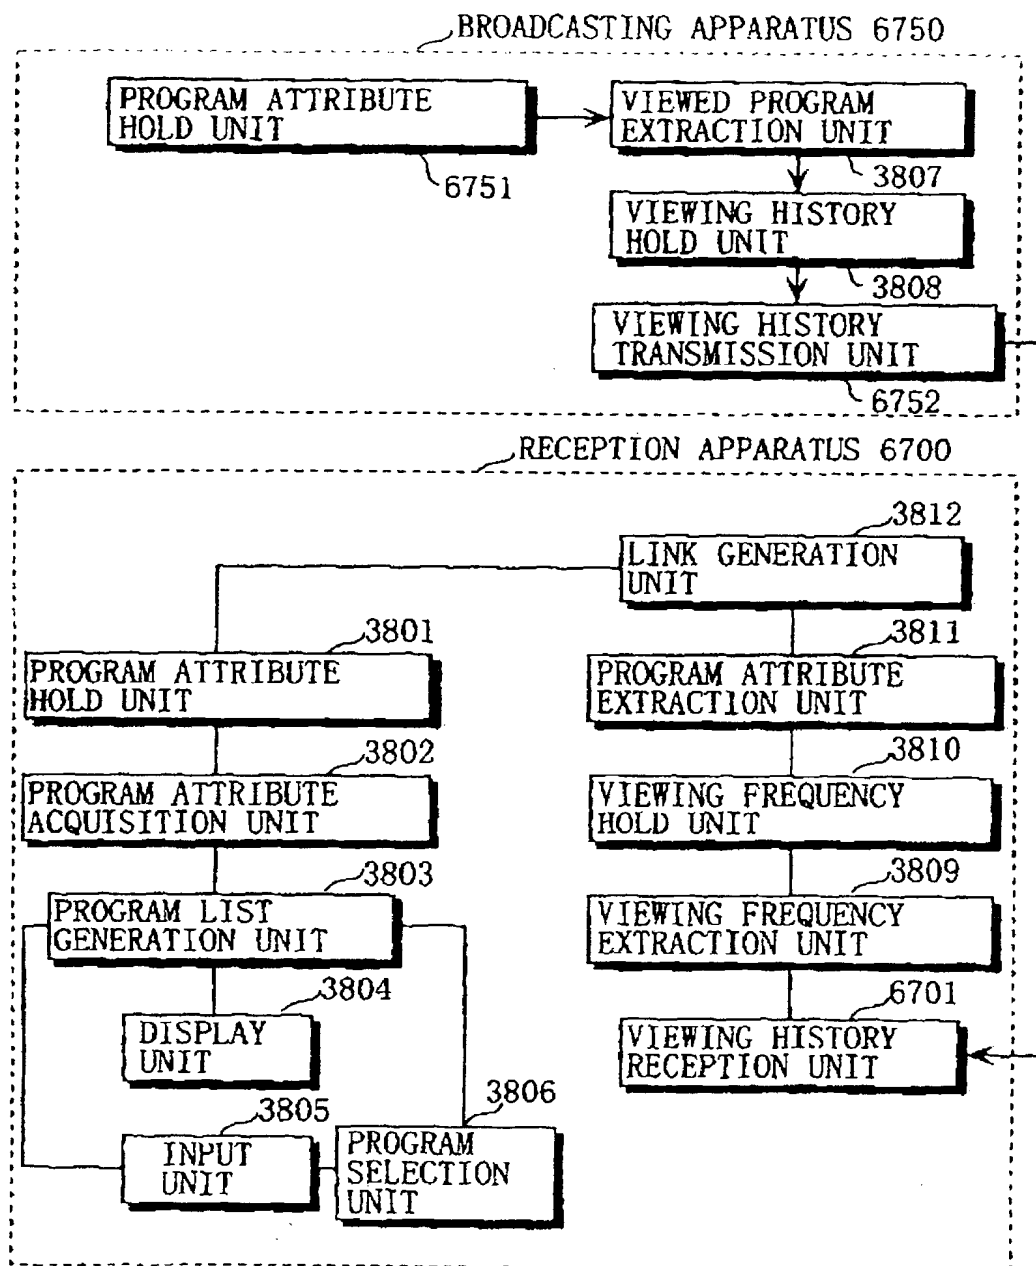 BROADCASTING APPARATUS 6750
PROGRAM ATTRIBUTE
HOLD UNIT
6751
VIEWED PROGRAM
EXTRACTION UNIT
3807
VIEWING HISTORY
HOLD UNIT
3808
VIEWING HISTORY
TRANSMISSION UNIT
6752
RECEPTION APPARATUS 6700
3812
LINK GENERATION
UNIT
3801
PROGRAM ATTRIBUTE
HOLD UNIT
3811
PROGRAM ATTRIBUTE
EXTRACTION UNIT
3802
PROGRAM ATTRIBUTE
ACQUISITION UNIT
3810
VIEWING FREQUENCY
HOLD UNIT
3803
PROGRAM LIST
GENERATION UNIT
3809
VIEWING FREQUENCY
EXTRACTION UNIT
3804
DISPLAY
UNIT
6701
VIEWING HISTORY
RECEPTION UNIT
3805
INPUT
UNIT
3806
PROGRAM
SELECTION
UNIT